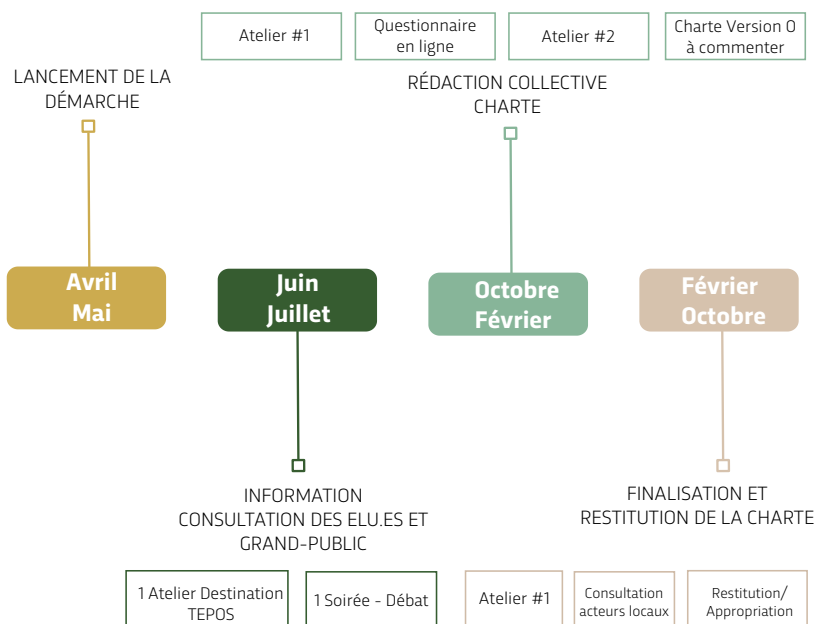 Atelier #1
Questionnaire
en ligne
Atelier #2
Charte Version 0
à commenter
LANCEMENT DE LA
DÉMARCHE
RÉDACTION COLLECTIVE
CHARTE
Avril
Mai
Juin
Juillet
Octobre
Février
Février
Octobre
INFORMATION
CONSULTATION DES ELU.ES ET
GRAND-PUBLIC
FINALISATION ET
RESTITUTION DE LA CHARTE
1 Atelier Destination
TEPOS
1 Soirée - Débat
Atelier #1
Consultation
acteurs locaux
Restitution/
Appropriation